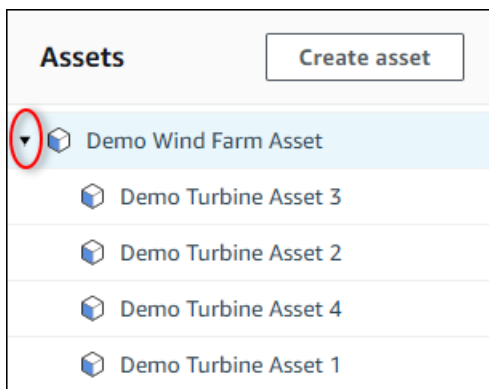 Assets
Create asset
Demo Wind Farm Asset
Demo Turbine Asset 3
Demo Turbine Asset 2
Demo Turbine Asset 4
Demo Turbine Asset 1